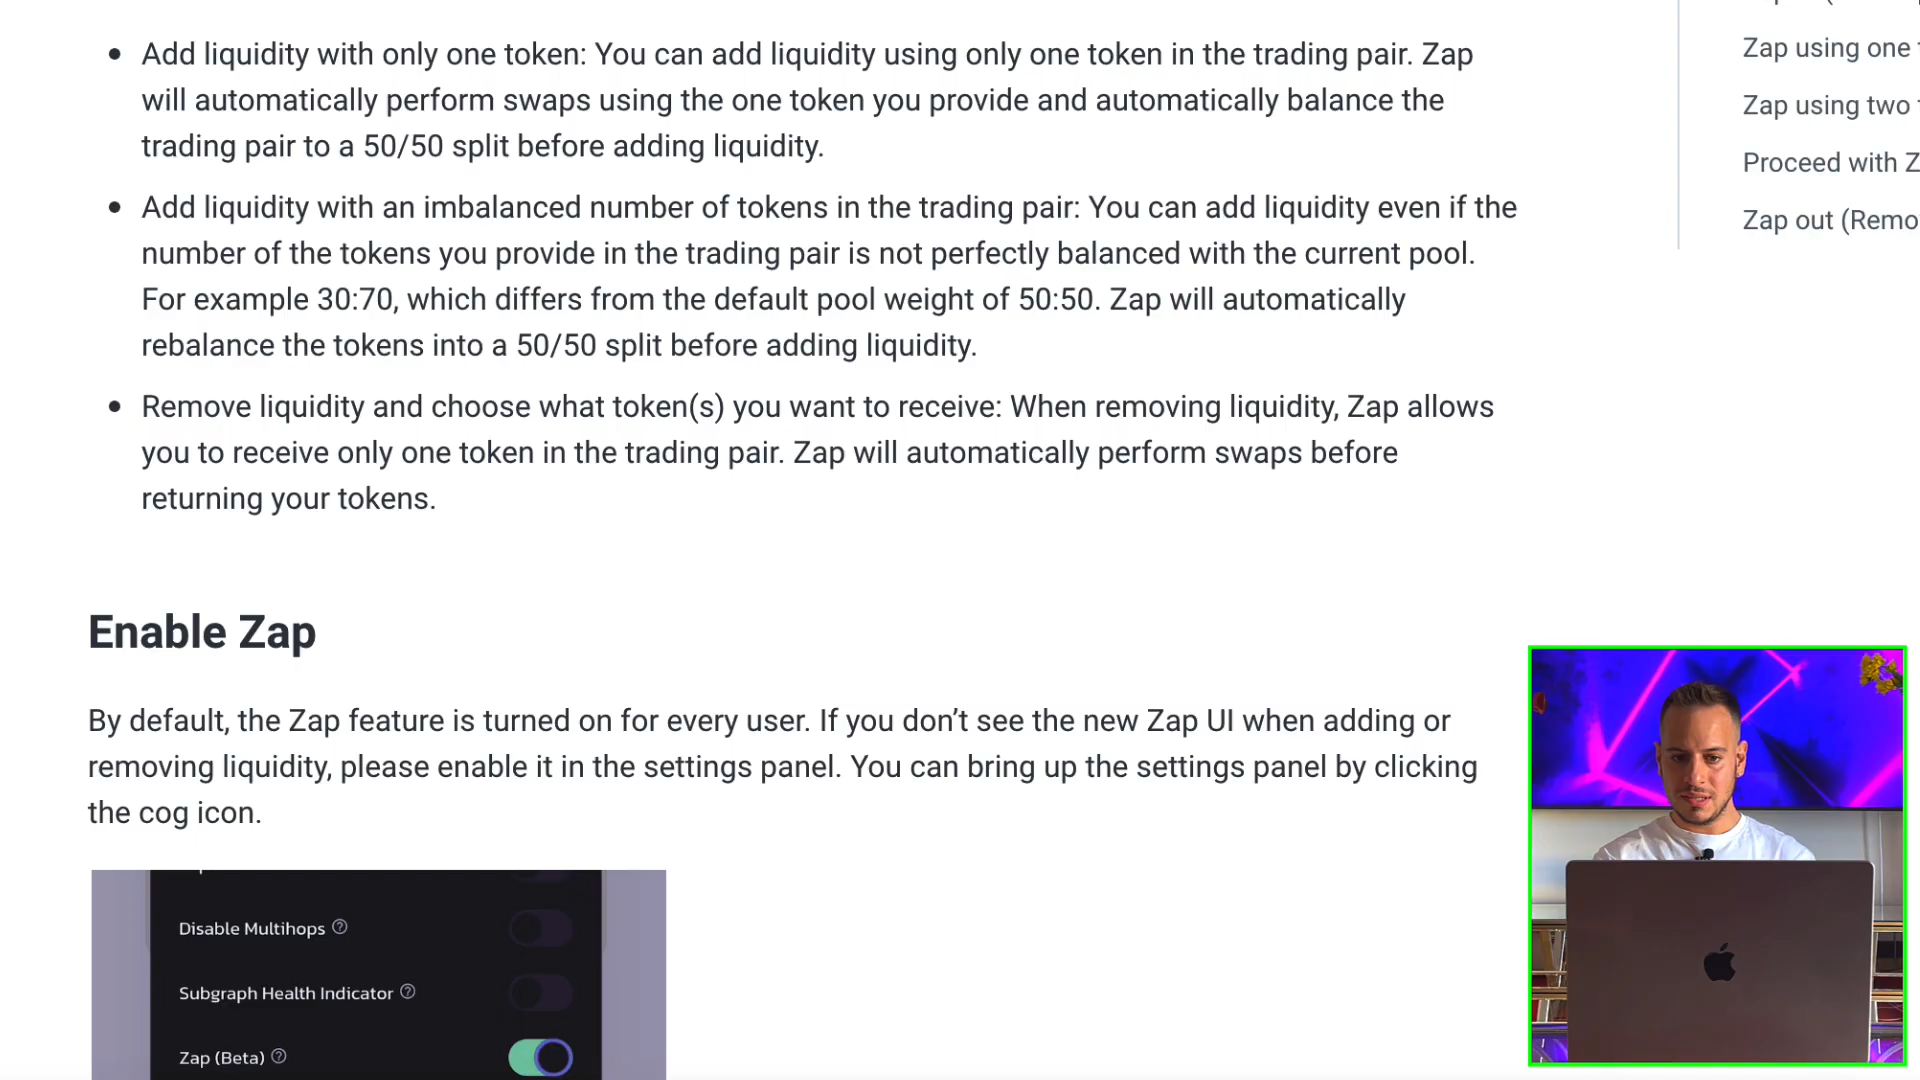 Add liquidity with only one token: You can add liquidity using only one token in the trading pair. Zap
will automatically perform swaps using the one token you provide and automatically balance the
trading pair to a 50/50 split before adding liquidity.
Add liquidity with an imbalanced number of tokens in the trading pair: You can add liquidity even if the
number of the tokens you provide in the trading pair is not perfectly balanced with the current pool.
For example 30:70, which differs from the default pool weight of 50:50. Zap will automatically
rebalance the tokens into a 50/50 split before adding liquidity.
Remove liquidity and choose what token(s) you want to receive: When removing liquidity, Zap allows
you to receive only one token in the trading pair. Zap will automatically perform swaps before
returning your tokens.
Enable Zap
By default, the Zap feature is turned on for every user. If you don’t see the new Zap UI when adding or
removing liquidity, please enable it in the settings panel. You can bring up the settings panel by clicking
the cog icon.
Disable Multihops
Subgraph Health Indicator
Zap (Beta)
Zap using one
Zap using two
Proceed with Z
Zap out (Remo